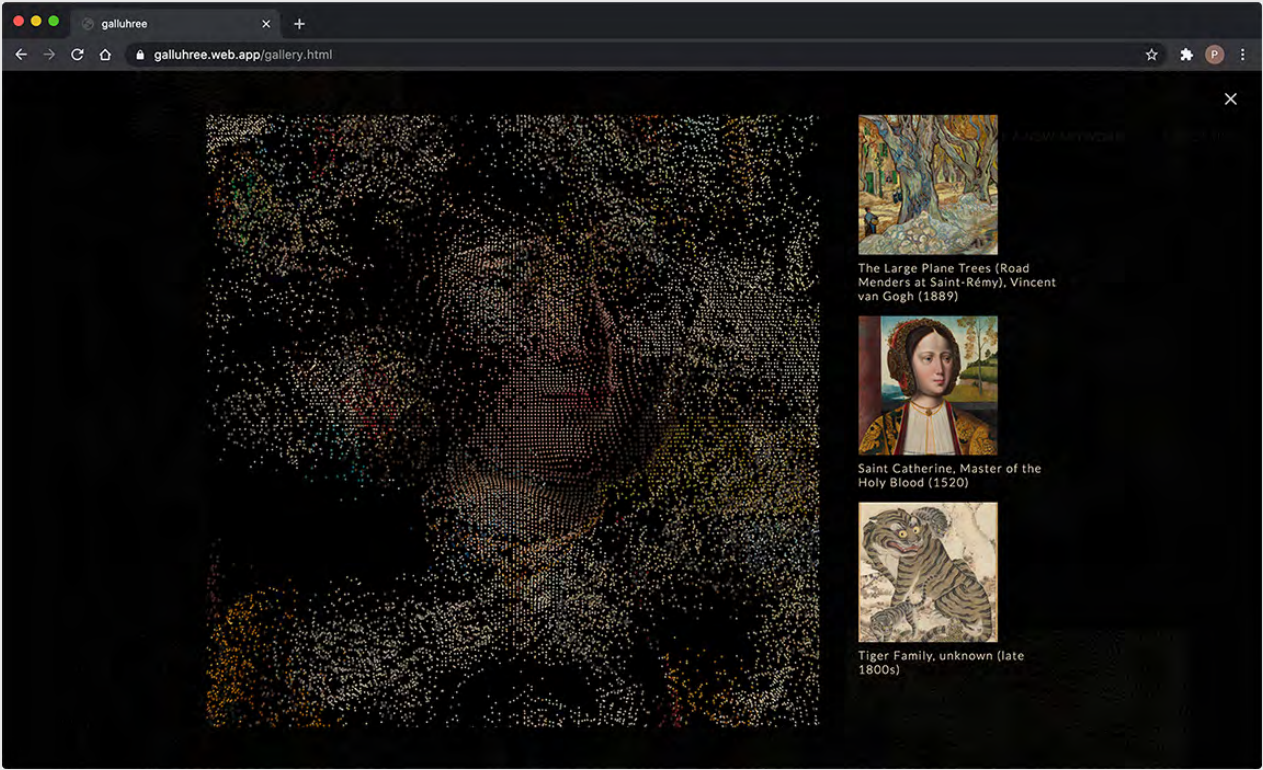 galluhree
galluhree.web.app/gallery.html
P
The Large Plane Trees (Road
Menders at Saint-Rémy), Vincent
van Gogh (1889)
Saint Catherine, Master of the
Holy Blood (1520)
Tiger Family, unknown (late
1800s)